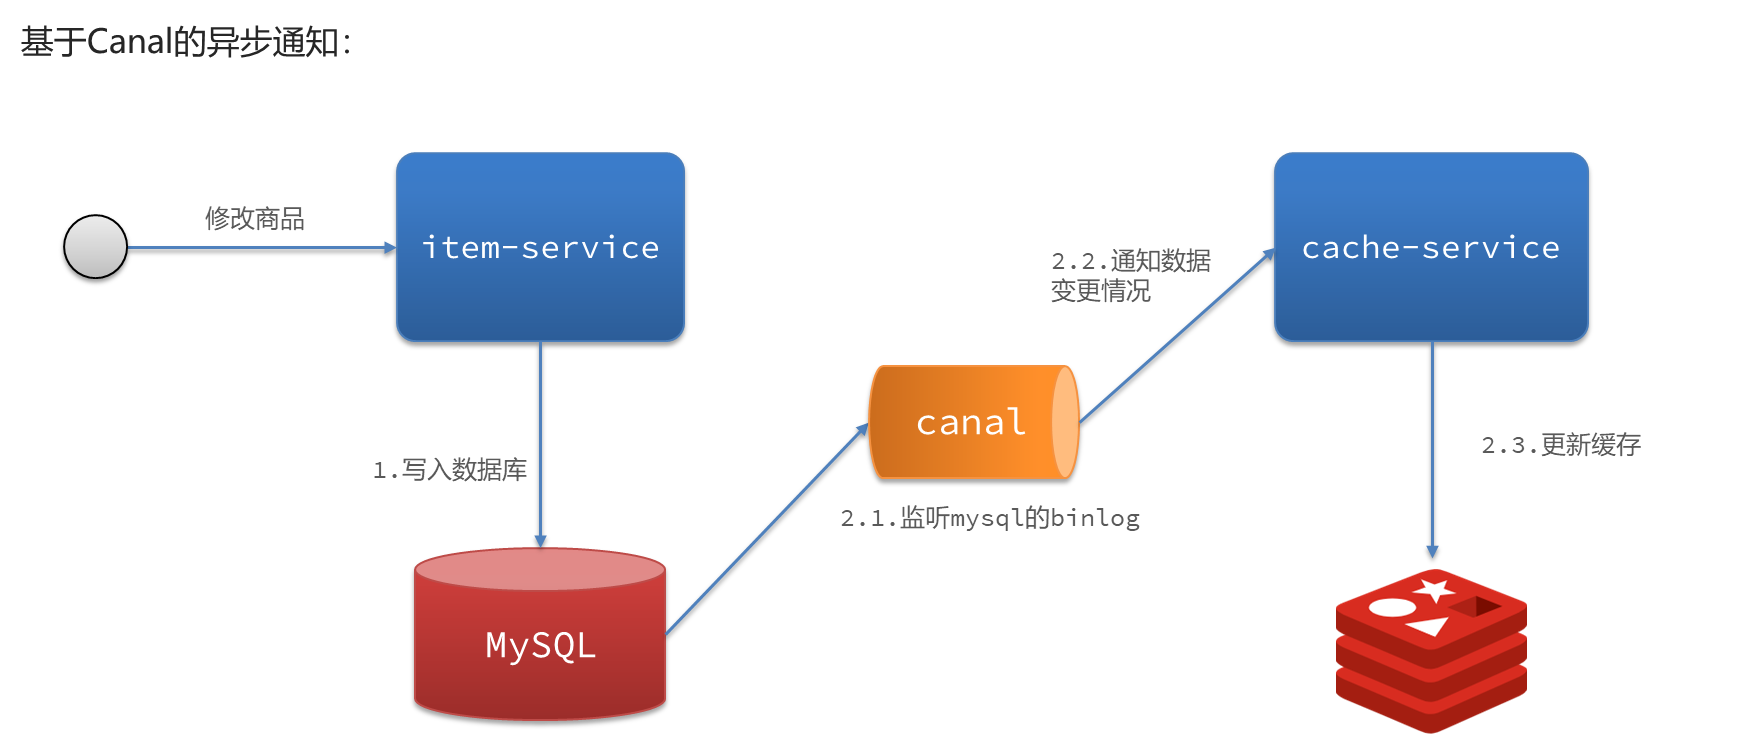 基于Canal的异步通知：
修改商品
item-service
cache-service
2.2.通知数据
变更情况
canal
1.写入数据库
2.3.更新缓存
2.1.监听mysql的binlog
MySQL